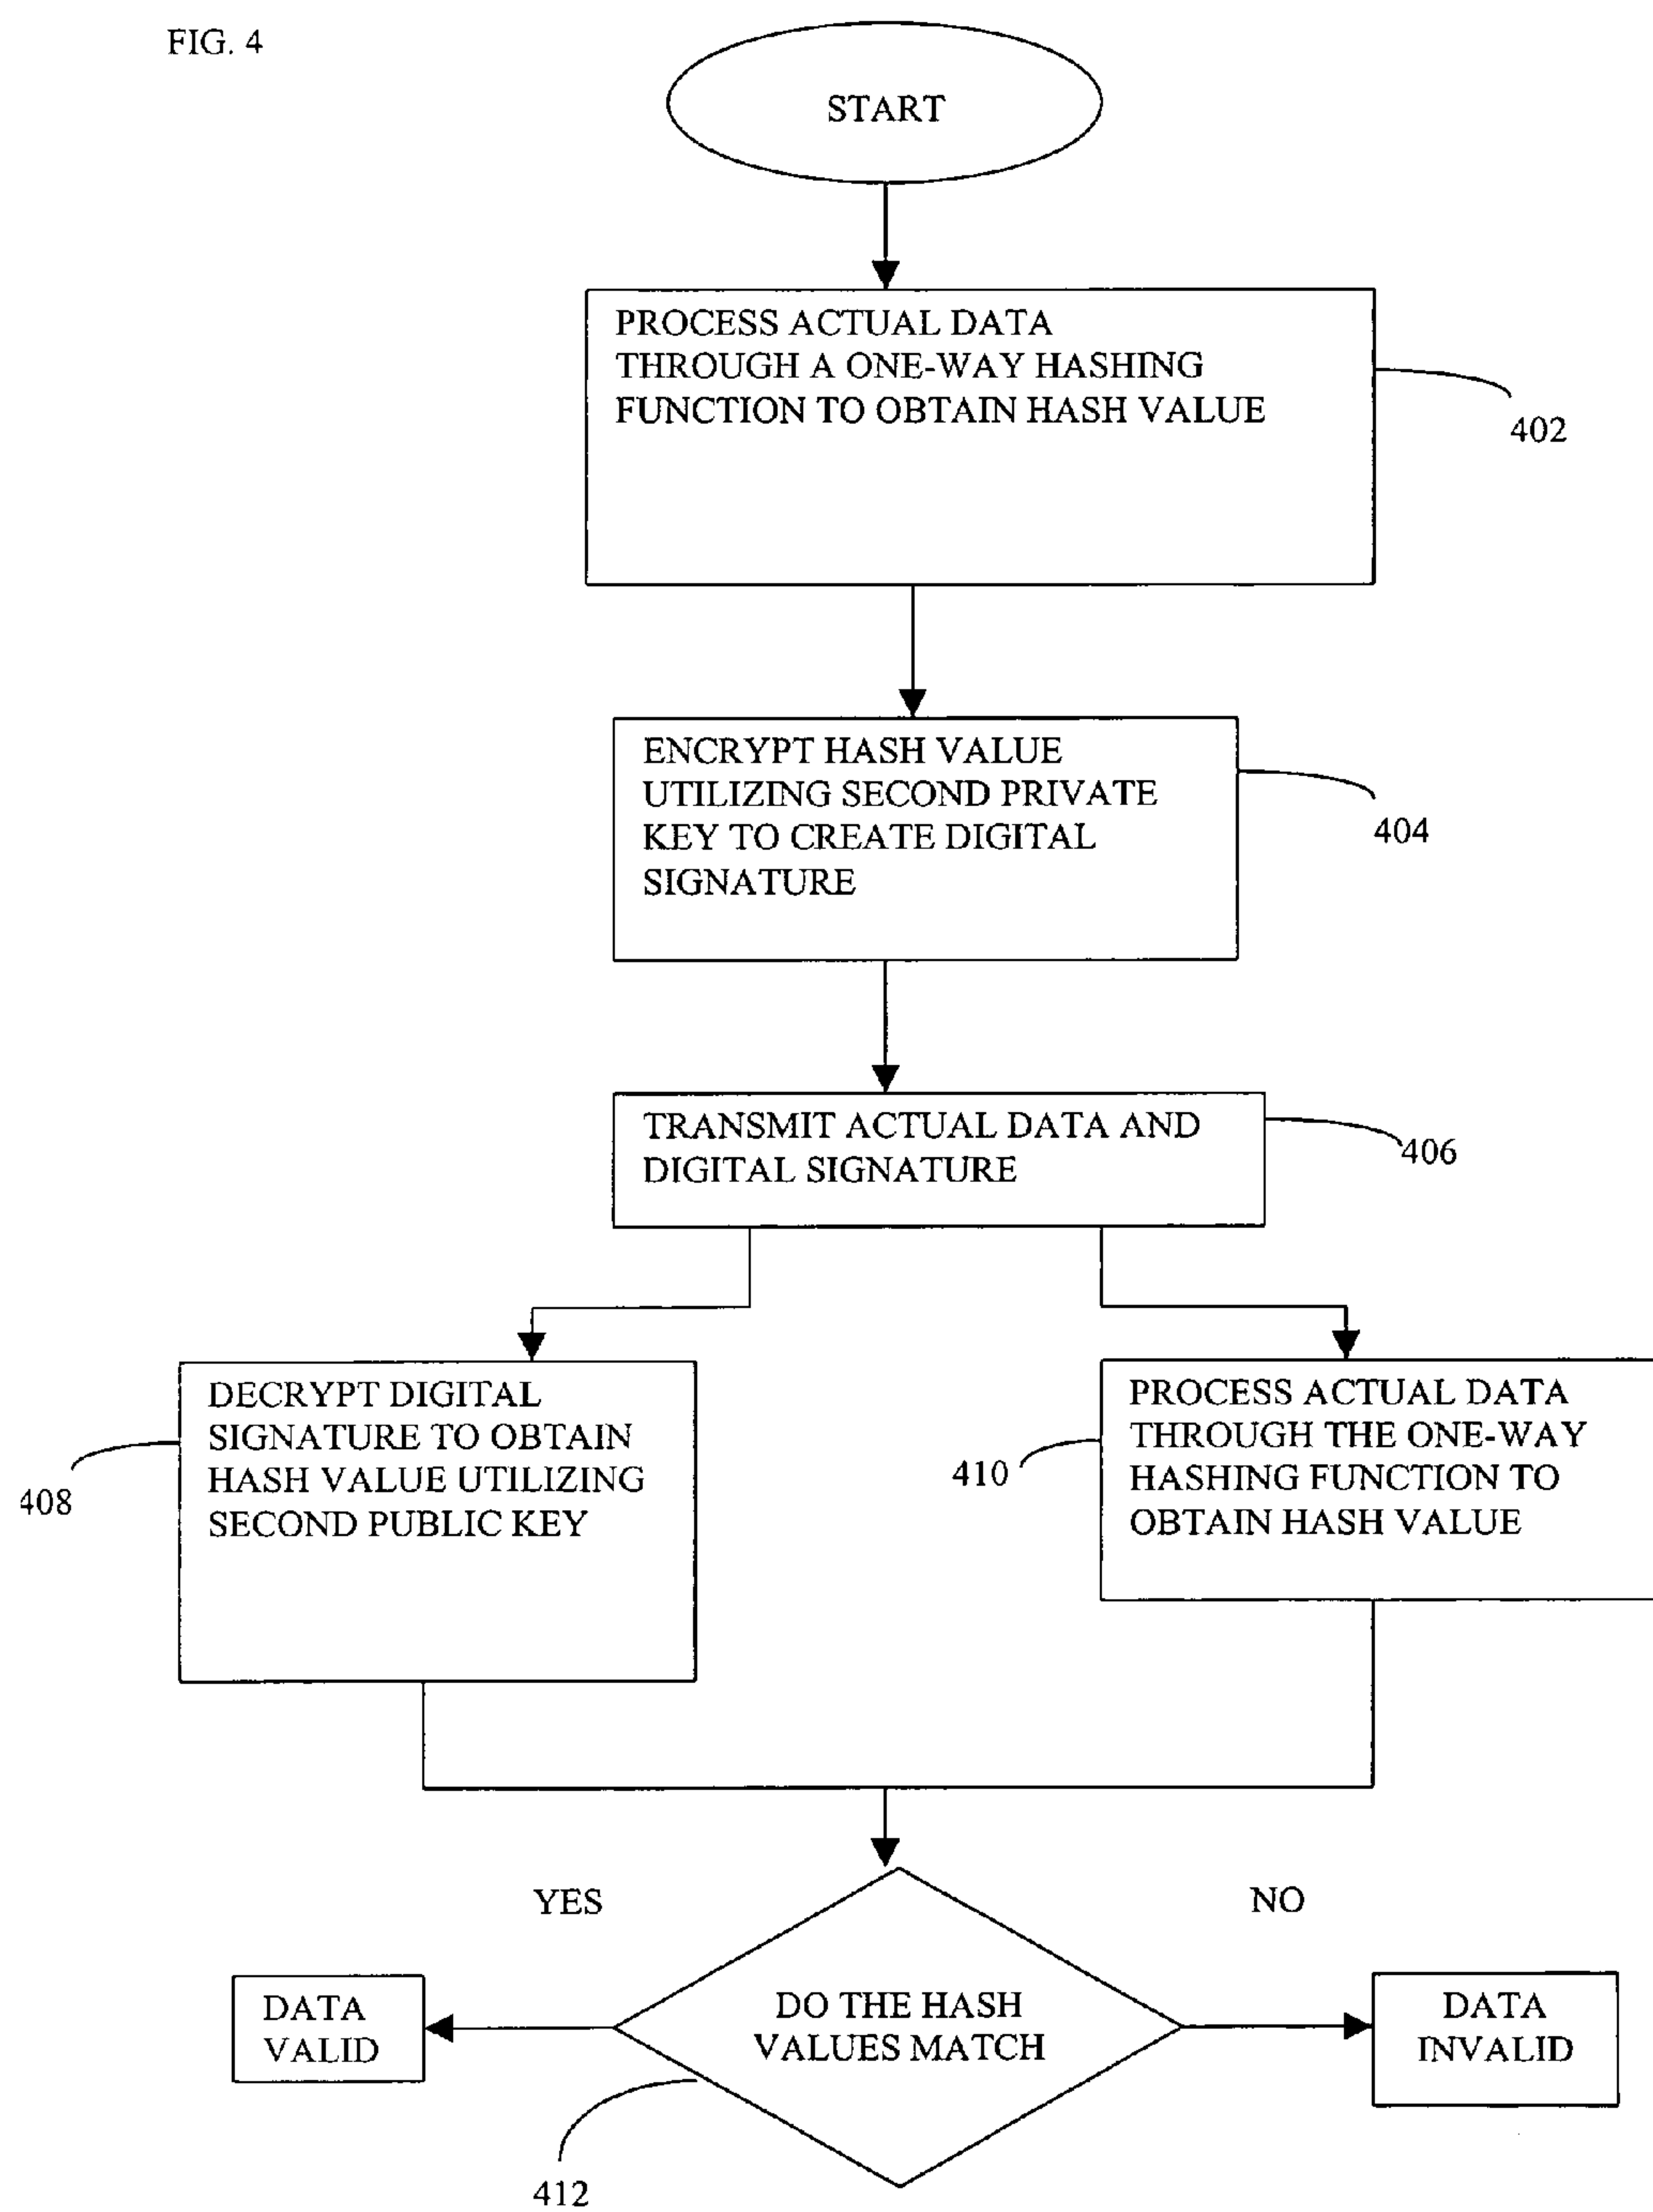 FIG. 4
START
PROCESS ACTUAL DATA
THROUGH A ONE-WAY HASHING
FUNCTION TO OBTAIN HASH VALUE
402
ENCRYPT HASH VALUE
UTILIZING SECOND PRIVATE
KEY TO CREATE DIGITAL
SIGNATURE
404
TRANSMIT ACTUAL DATA AND
DIGITAL SIGNATURE
406
DECRYPT DIGITAL
SIGNATURE TO OBTAIN
HASH VALUE UTILIZING
SECOND PUBLIC KEY
408
PROCESS ACTUAL DATA
THROUGH THE ONE-WAY
HASHING FUNCTION TO
OBTAIN HASH VALUE
410
YES
NO
DATA
VALID
DO THE HASH
VALUES MATCH
DATA
INVALID
412